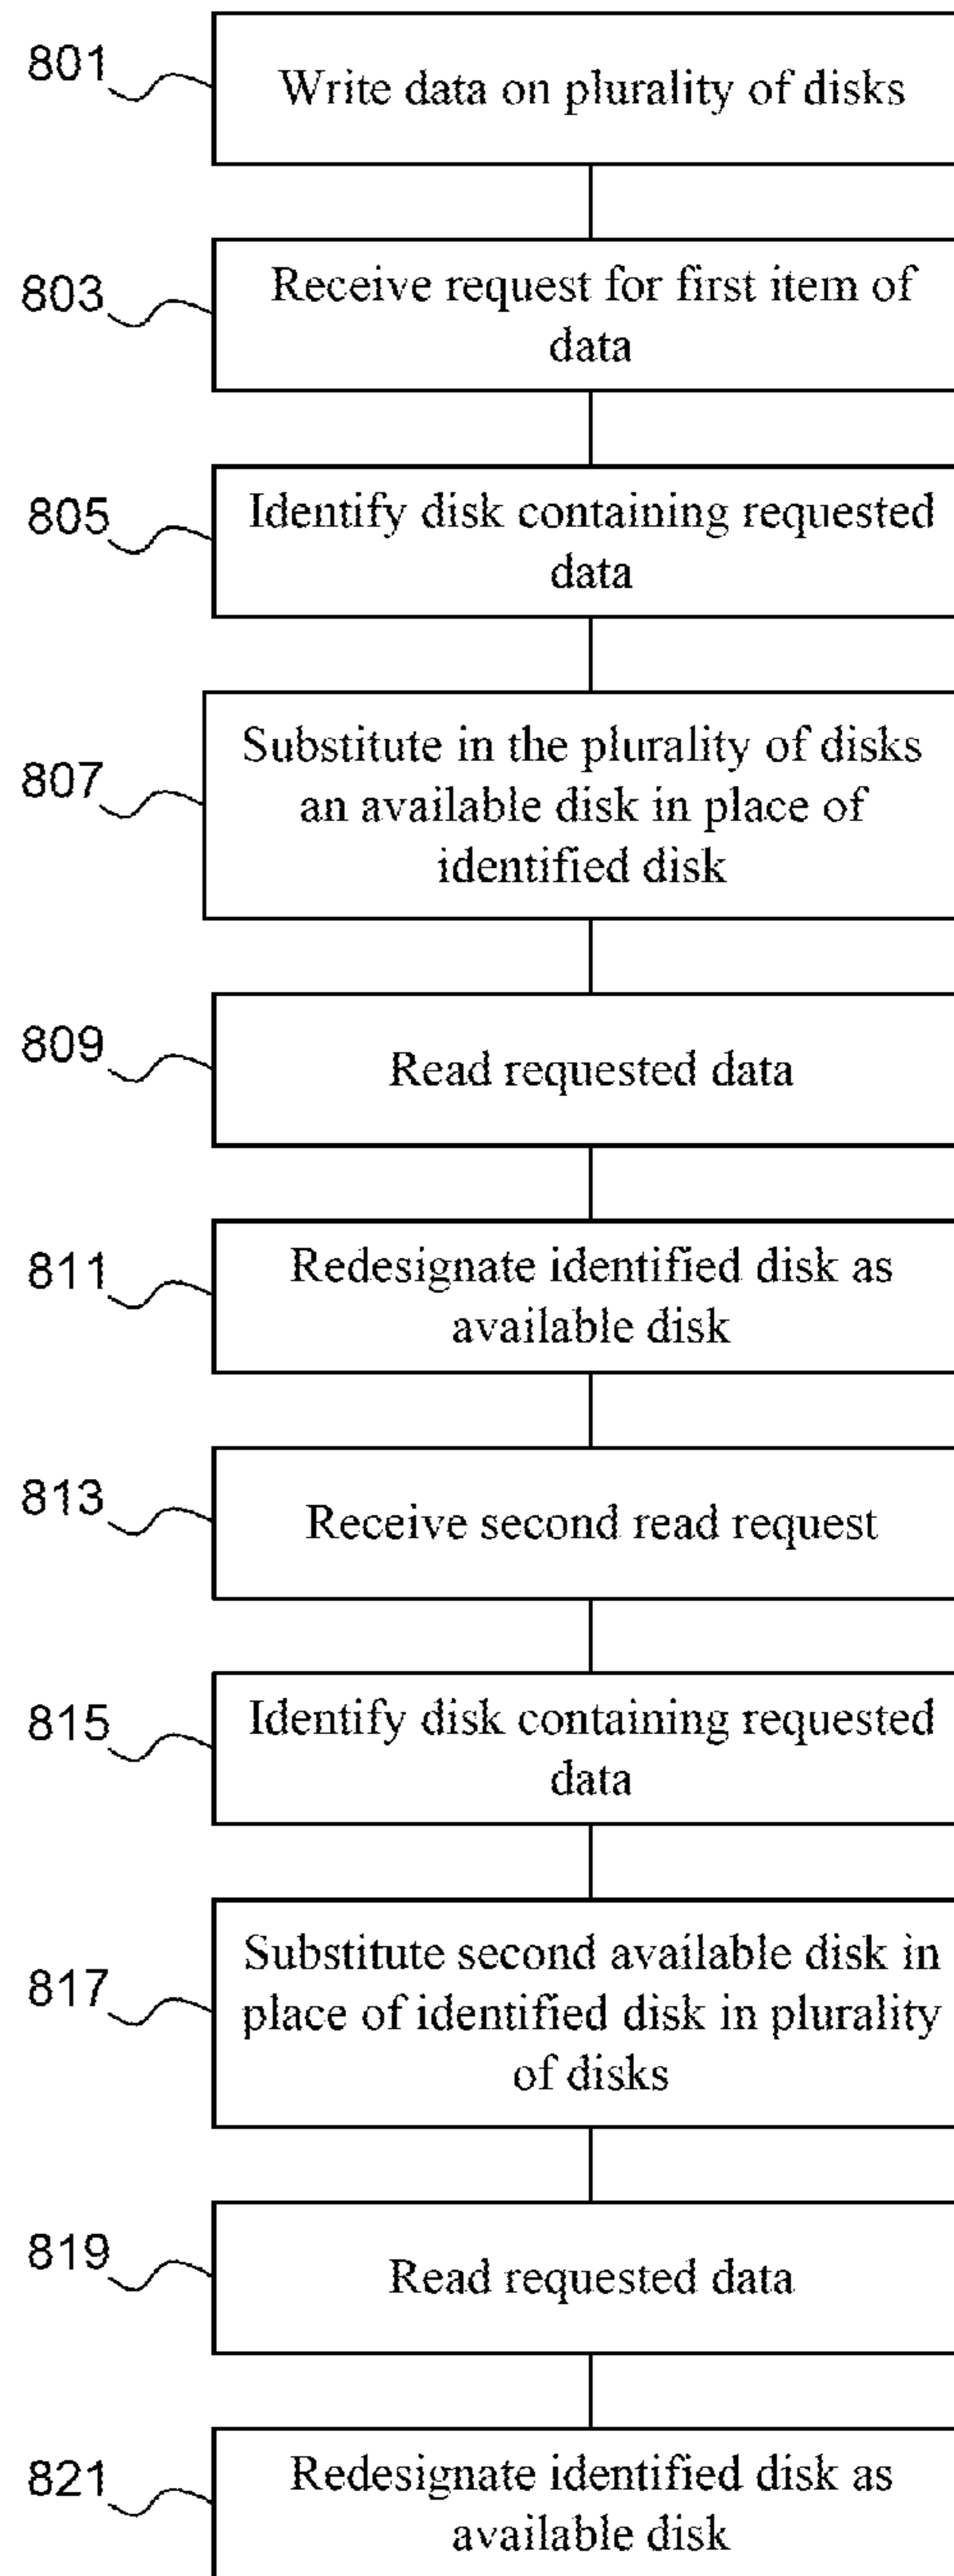 801
Write data on plurality of disks
803
Receive request for first item of
data
805
Identify disk containing requested
data
807
Substitute in the plurality of disks
an available disk in place of
identified disk
809
Read requested data
811
Redesignate identified disk as
available disk
813
Receive second read request
815
Identify disk containing requested
data
817
Substitute second available disk in
place of identified disk in plurality
of disks
819
Read requested data
821
Redesignate identified disk as
available disk